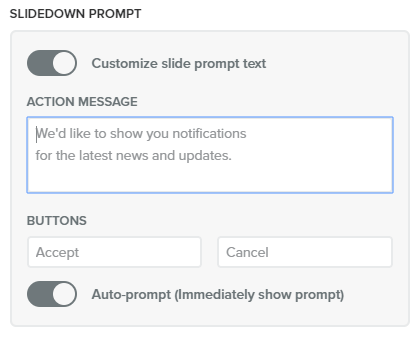 SLIDEDOWN PROMPT
Customize slide prompt text
ACTION MESSAGE
We'd like to show you notifications
for the latest news and updates.
BUTTONS
Accept Cancel
Auto-prompt (Immediately show prompt)